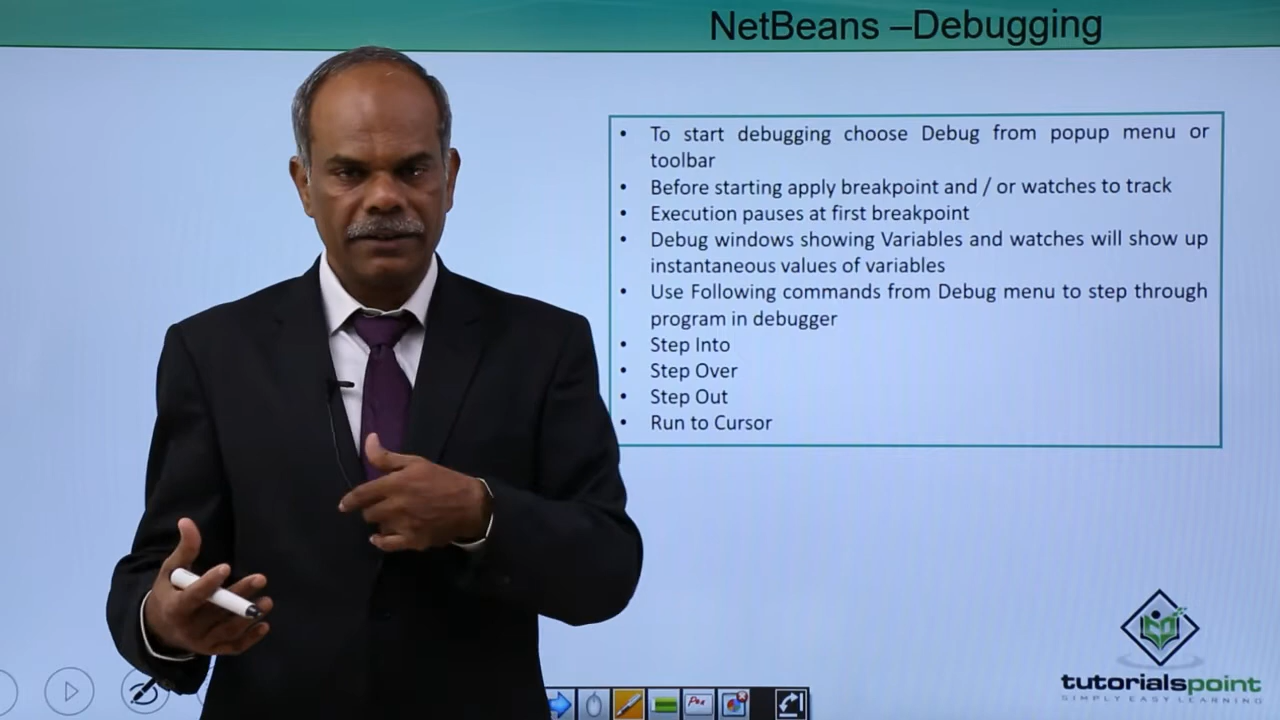 NetBeans –Debugging
• To start debugging choose Debug from popup menu or
toolbar
• Before starting apply breakpoint and / or watches to track
• Execution pauses at first breakpoint
• Debug windows showing Variables and watches will show up
instantaneous values of variables
• Use Following commands from Debug menu to step through
program in debugger
• Step Into
• Step Over
• Step Out
• Run to Cursor
tutorialspoint
SIMPLY EASY LEARNING